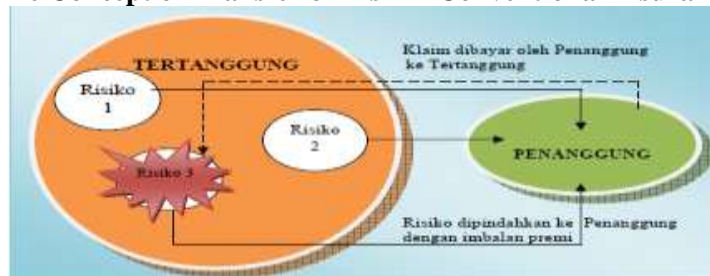 Klaim dibayar oleh Penanggung
ke Tertanggung
TERTANGGUNG
Risiko
1
Risiko
2
Risiko 3
PENANGGUNG
Risiko dipindahkan ke Penanggung
dengan imbalan premi